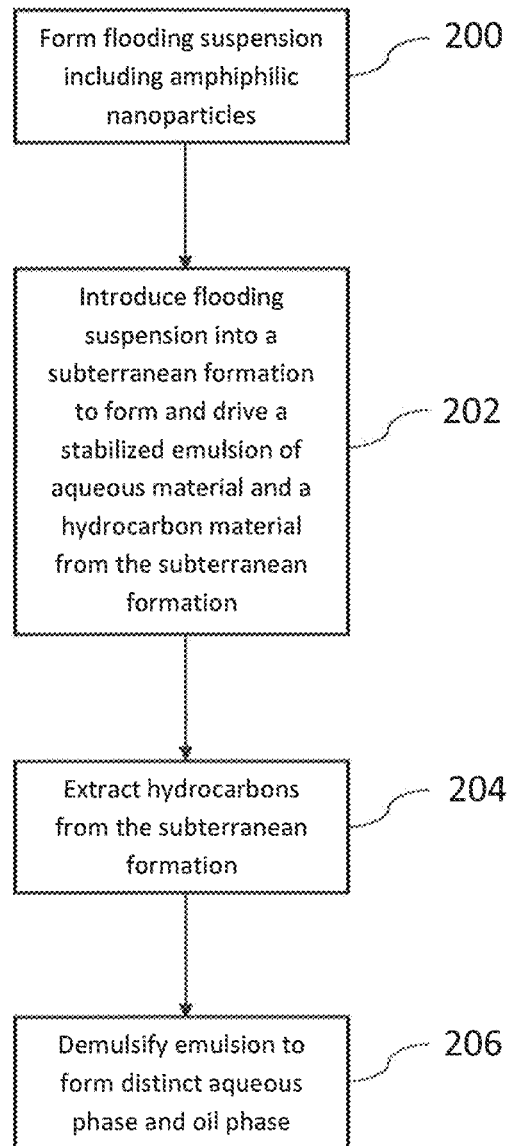 Form flooding suspension
including amphiphilic
nanoparticles
200
Introduce flooding
suspension into a
subterranean formation
to form and drive a
stabilized emulsion of
aqueous material and a
hydrocarbon material
from the subterranean
formation
202
Extract hydrocarbons
from the subterranean
formation
204
Demulsify emulsion to
form distinct aqueous
phase and oil phase
206